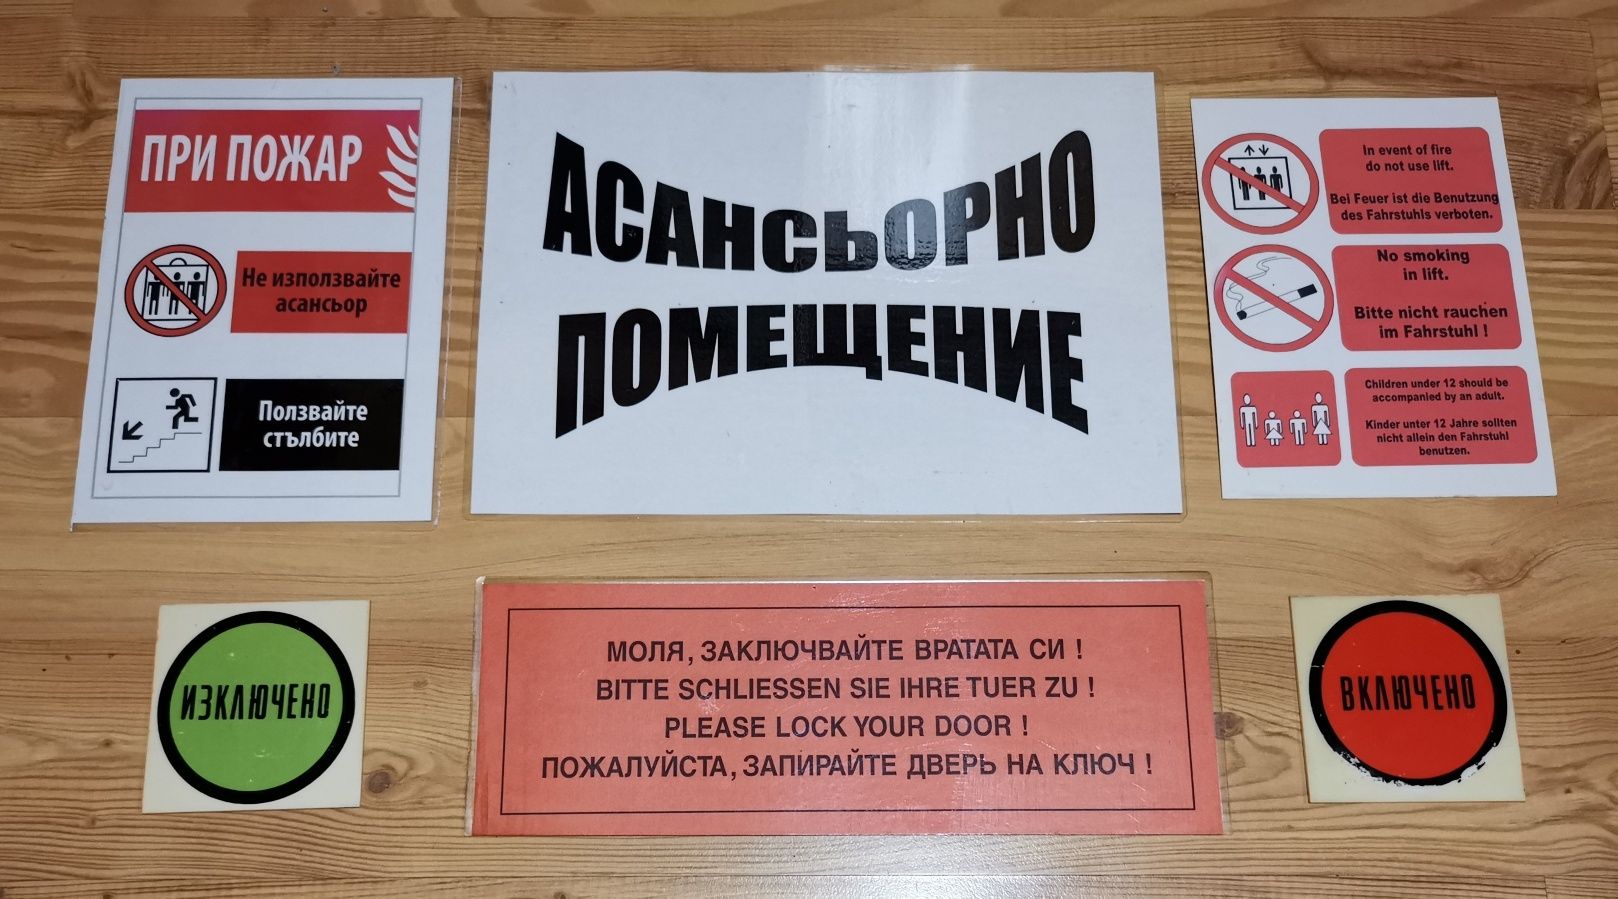 ПРИ ПОЖАР
Не използвайте
асансьор
Ползвайте
стълбите
АСАНСЬОРНО
ПОМЕЩЕНИЕ
In event of fire
do not use lift.
Bei Feuer ist die Benutzung
des Fahrstuhls verboten.
No smoking
in lift.
Bitte nicht rauchen
im Fahrstuhl !
Children under 12 should be
accompanied by an adult.
Kinder unter 12 Jahre sollten
nicht allein den Fahrstuhl
benutzen.
ИЗКЛЮЧЕНО
МОЛЯ, ЗАКЛЮЧВАЙТЕ ВРАТАТА СИ !
BITTE SCHLIESSEN SIE IHRE TUER ZU !
PLEASE LOCK YOUR DOOR !
ПОЖАЛУЙСТА, ЗАПИРАЙТЕ ДВЕРЬ НА КЛЮЧ !
ВКЛЮЧЕНО